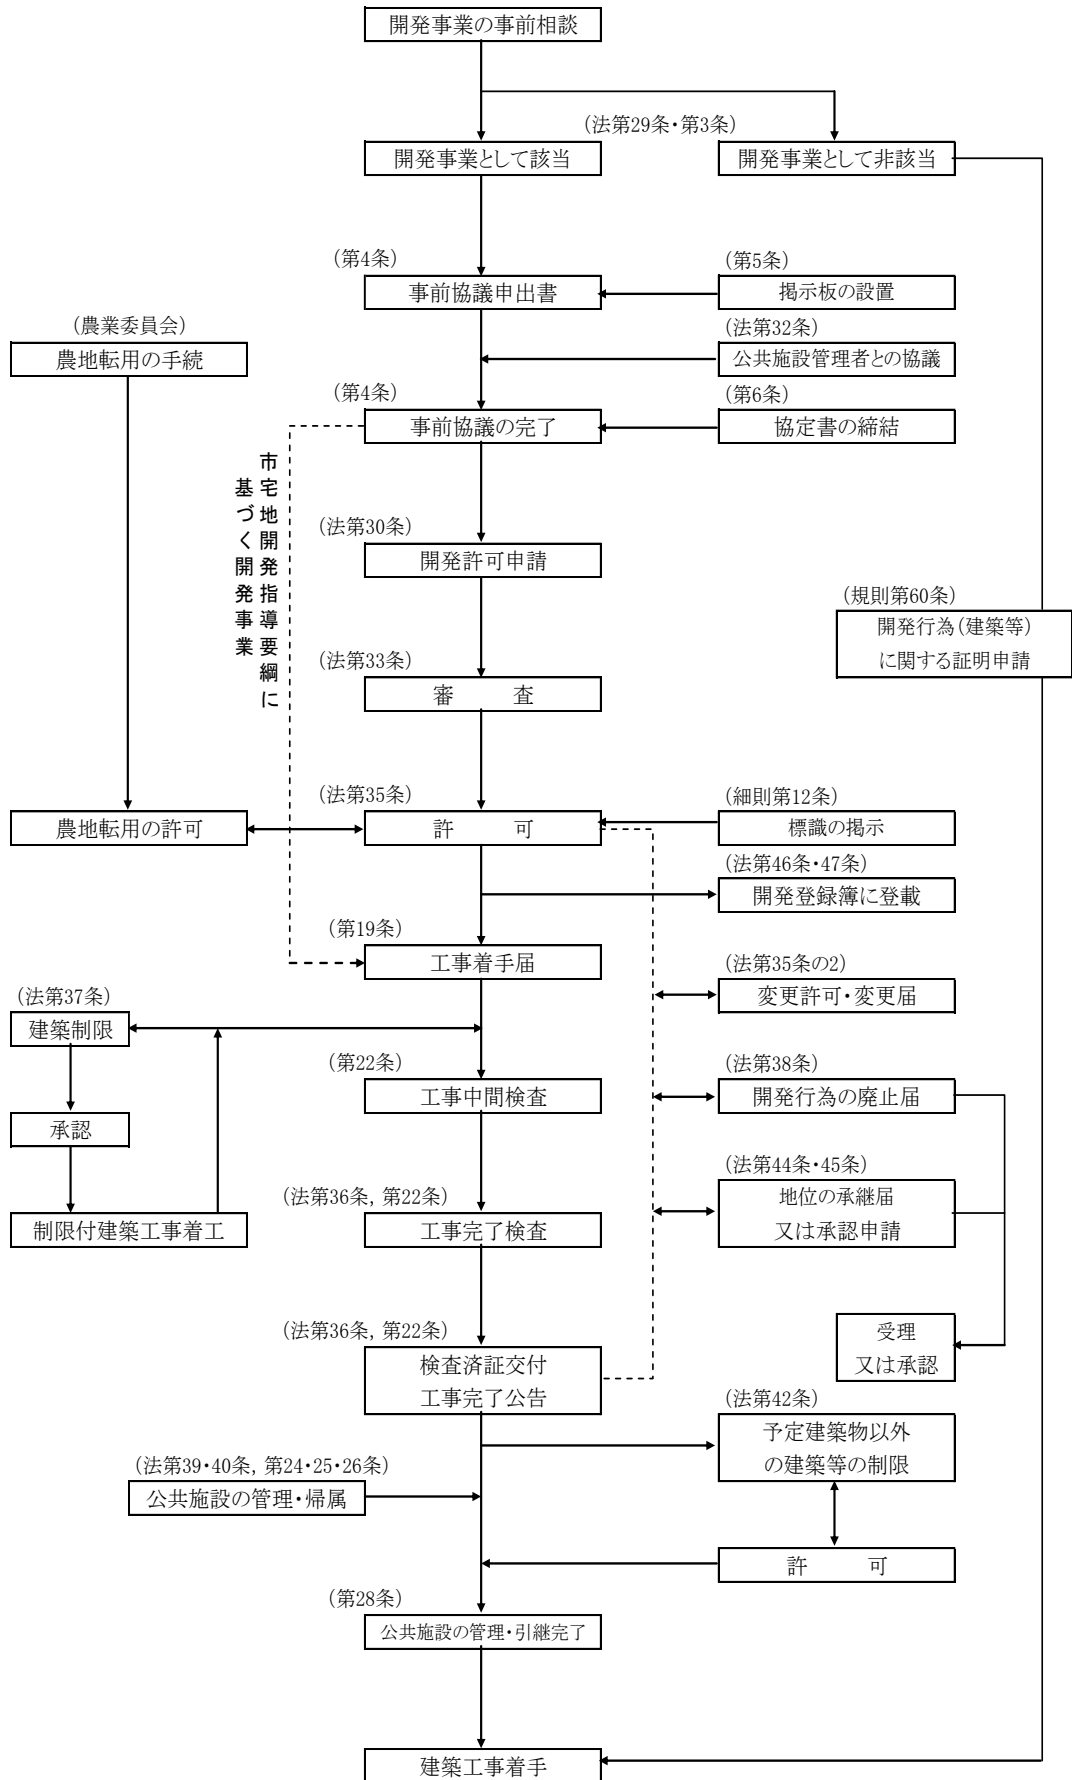 開発事業の事前相談
(法第29条・第3条)
開発事業として該当
開発事業として非該当
(第4条)
事前協議申出書
(第5条)
掲示板の設置
(農業委員会)
農地転用の手続
(法第32条)
公共施設管理者との協議
(第4条)
事前協議の完了
(第6条)
協定書の締結
市宅地開発指導要綱に
基づく開発事業
(法第30条)
開発許可申請
(規則第60条)
開発行為(建築等)
に関する証明申請
(法第33条)
審　　査
(法第35条)
許　　可
農地転用の許可
(細則第12条)
標識の掲示
(法第46条・47条)
開発登録簿に登載
(第19条)
工事着手届
(法第35条の2)
変更許可・変更届
(法第37条)
建築制限
(第22条)
工事中間検査
(法第38条)
開発行為の廃止届
承認
(法第44条・45条)
地位の承継届
又は承認申請
制限付建築工事着工
(法第36条, 第22条)
工事完了検査
(法第36条, 第22条)
検査済証交付
工事完了公告
受理
又は承認
(法第42条)
予定建築物以外
の建築等の制限
(法第39・40条, 第24・25・26条)
公共施設の管理・帰属
許　　可
(第28条)
公共施設の管理・引継完了
建築工事着手